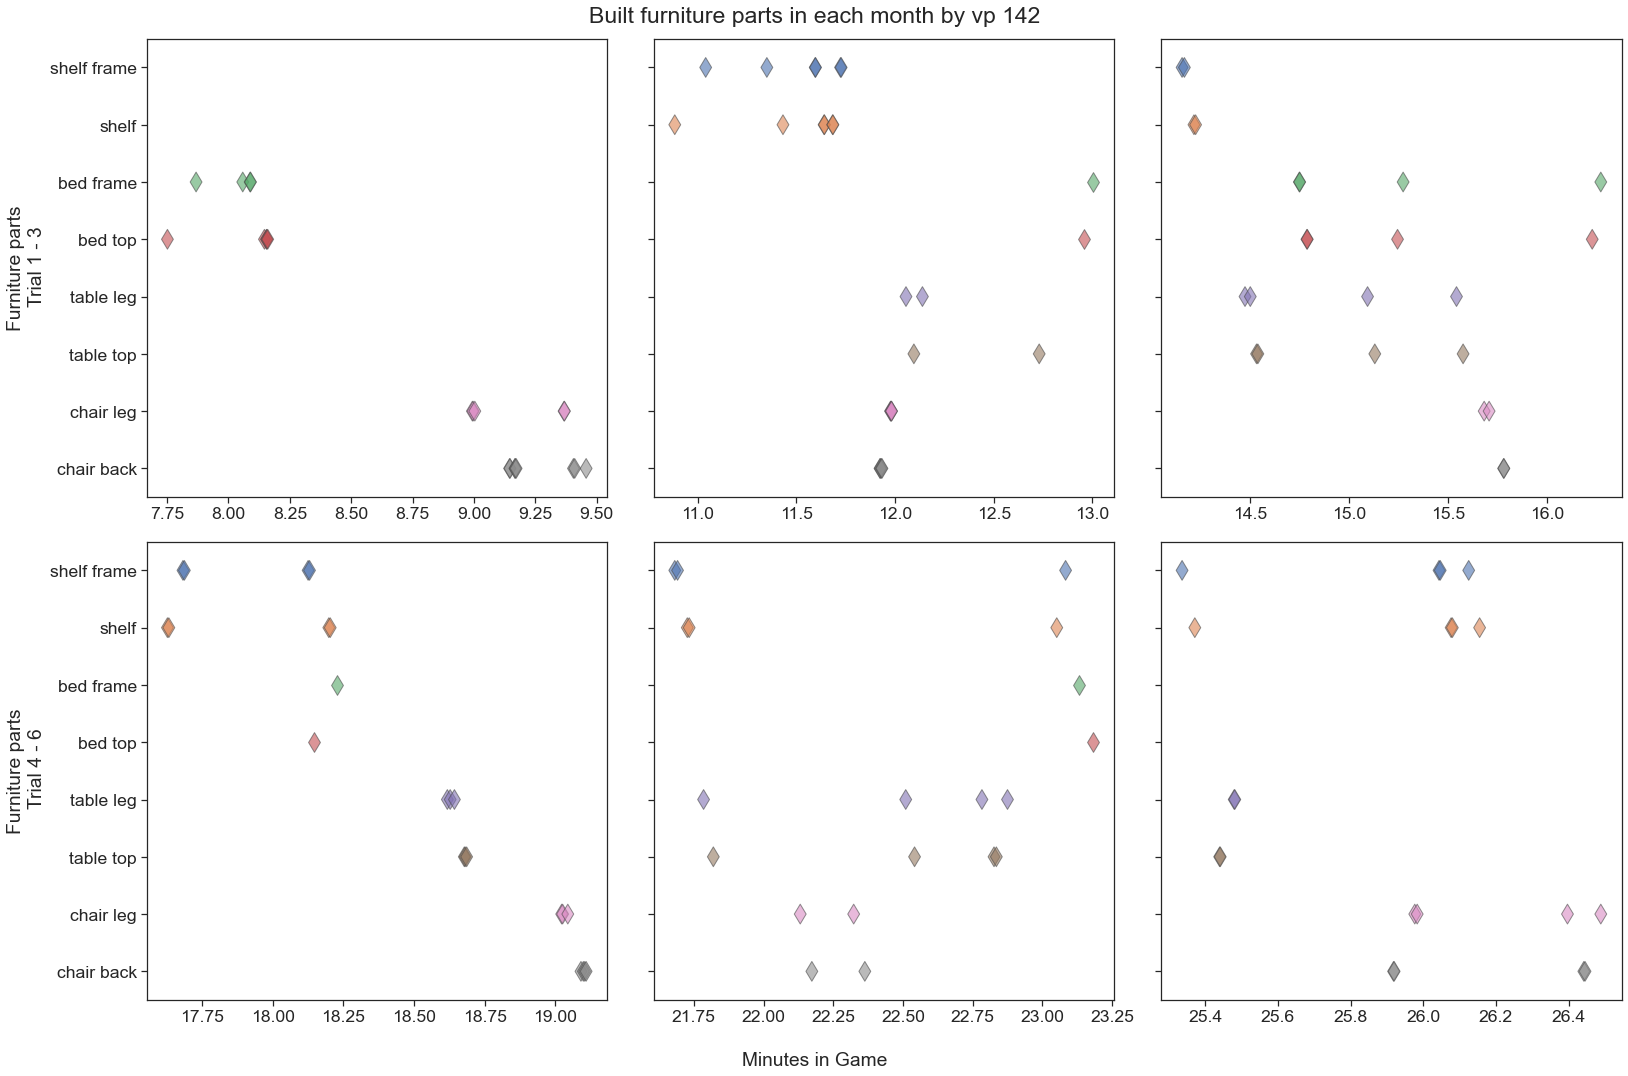 Built furniture parts in each month by vp 142
Furniture parts
Trial 1 - 3
shelf frame
shelf
bed frame
bed top
table leg
table top
chair leg
chair back
7.75 8.00 8.25 8.50 8.75 9.00 9.25 9.50
11.0 11.5 12.0 12.5 13.0
14.5 15.0 15.5 16.0
Furniture parts
Trial 4 - 6
shelf frame
shelf
bed frame
bed top
table leg
table top
chair leg
chair back
17.75 18.00 18.25 18.50 18.75 19.00
21.75 22.00 22.25 22.50 22.75 23.00 23.25
25.4 25.6 25.8 26.0 26.2 26.4
Minutes in Game